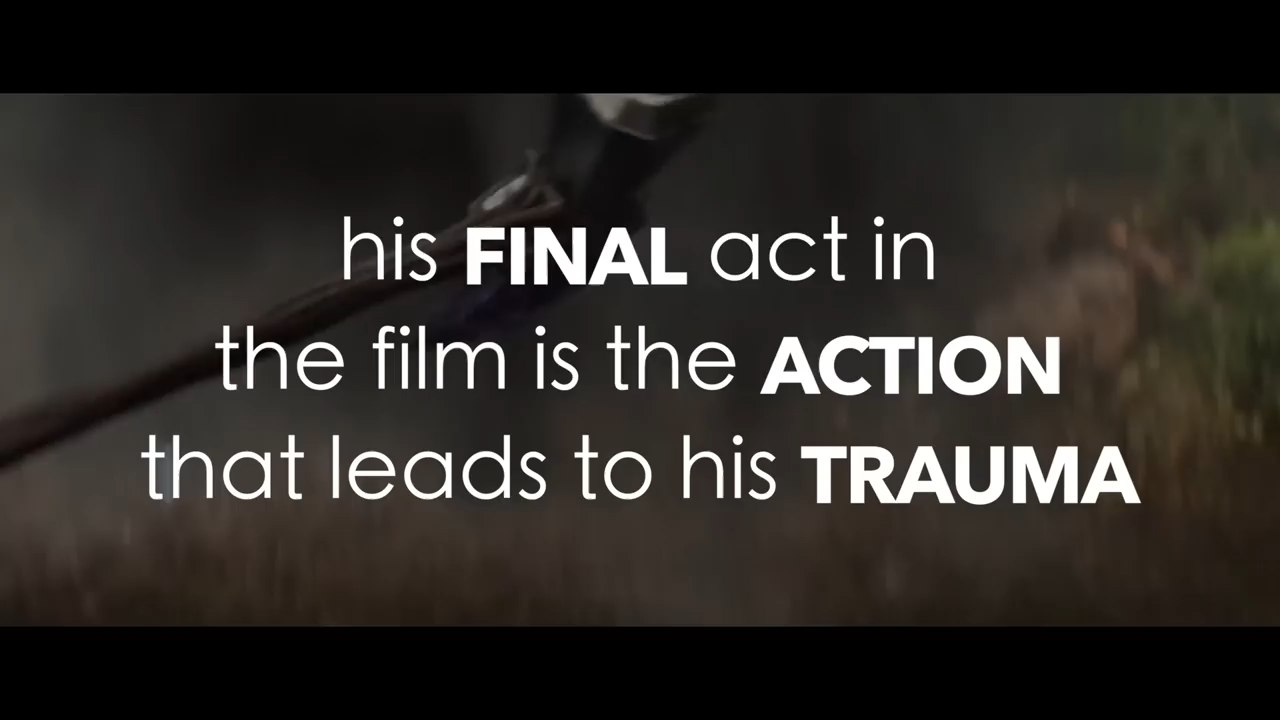 his FINAL act in
the film is the ACTION
that leads to his TRAUMA